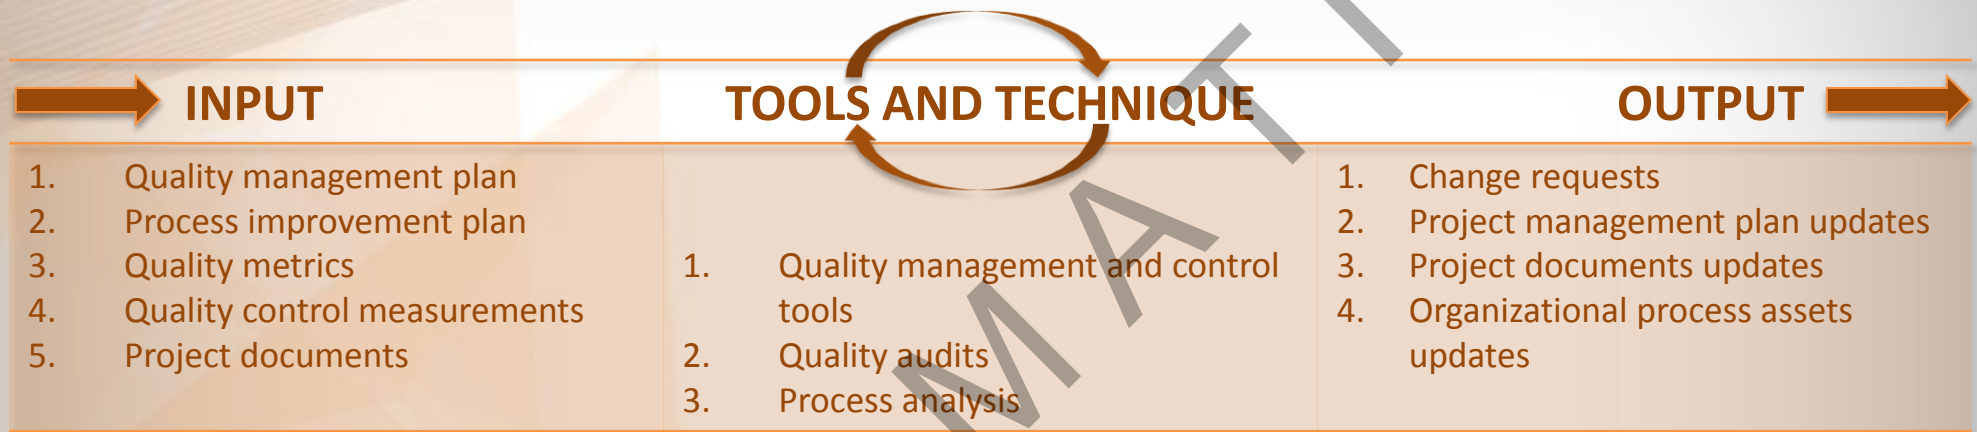 INPUT
1. Quality management plan
2. Process improvement plan
3. Quality metrics
4. Quality control measurements
5. Project documents
TOOLS AND TECHNIQUE
1. Quality management and control
tools
2. Quality audits
3. Process analysis
OUTPUT
1. Change requests
2. Project management plan updates
3. Project documents updates
4. Organizational process assets
updates
M A T I